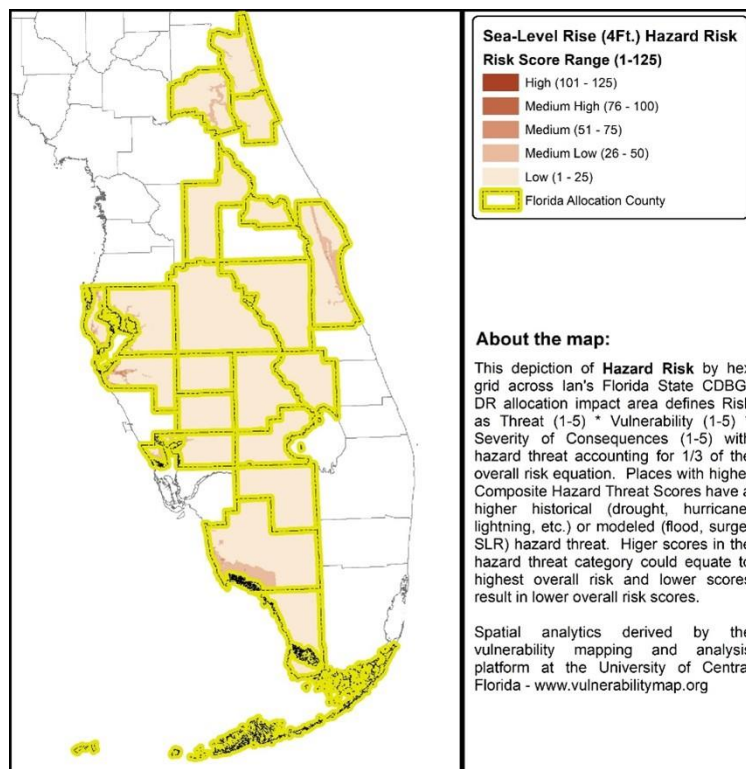 Sea-Level Rise (4Ft.) Hazard Risk
Risk Score Range (1-125)
High (101 - 125)
Medium High (76 - 100)
Medium (51 - 75)
Medium Low (26 - 50)
Low (1 - 25)
Florida Allocation County
About the map:
This depiction of Hazard Risk by hex
grid across Ian's Florida State CDBG-
DR allocation impact area defines Risk
as Threat (1-5) * Vulnerability (1-5) *
Severity of Consequences (1-5) with
hazard threat accounting for 1/3 of the
overall risk equation. Places with highe
Composite Hazard Threat Scores have a
higher historical (drought, hurricane
lightning, etc.) or modeled (flood, surge
SLR) hazard threat. Higer scores in the
hazard threat category could equate to
highest overall risk and lower scores
result in lower overall risk scores.
Spatial analytics derived by the
vulnerability mapping and analysis
platform at the University of Centra
Florida - www.vulnerabilitymap.org